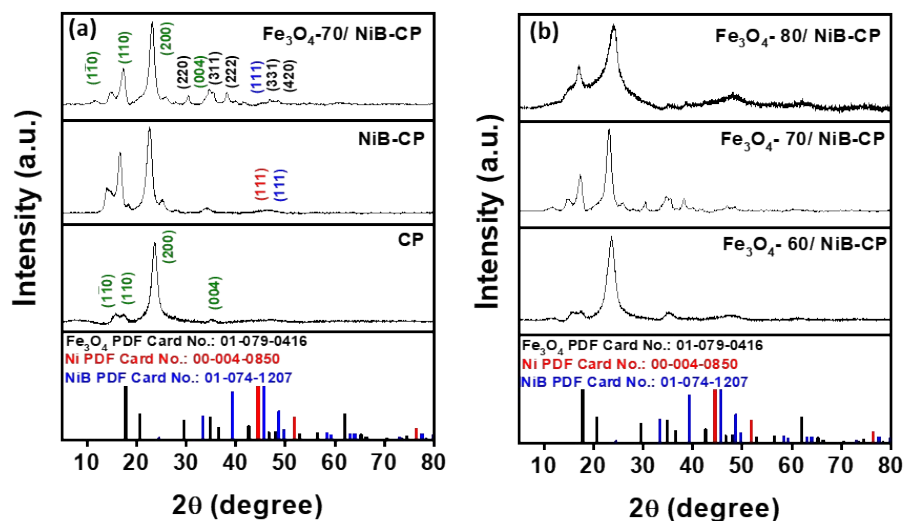 (a)
Fe₃O₄-70/ NiB-CP
(11̄0)
(110)
(200)
(220)
(004)
(311)
(222)
(111)
(331)
(420)
NiB-CP
(111)
(111)
CP
(11̄0)
(110)
(200)
(004)
Fe₃O₄ PDF Card No.: 01-079-0416
Ni PDF Card No.: 00-004-0850
NiB PDF Card No.: 01-074-1207
10 20 30 40 50 60 70 80
2θ (degree)
Intensity (a.u.)
(b)
Fe₃O₄- 80/ NiB-CP
Fe₃O₄- 70/ NiB-CP
Fe₃O₄- 60/ NiB-CP
Fe₃O₄ PDF Card No.: 01-079-0416
Ni PDF Card No.: 00-004-0850
NiB PDF Card No.: 01-074-1207
10 20 30 40 50 60 70 80
2θ (degree)
Intensity (a.u.)